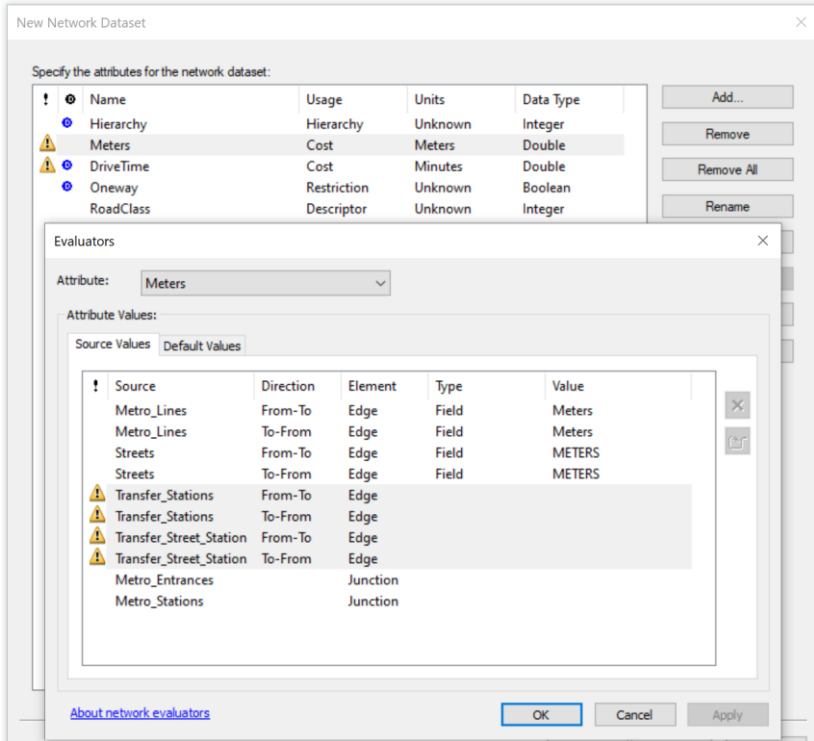 New Network Dataset
Specify the attributes for the network dataset:
! D Name Usage Units Data Type
D Hierarchy Hierarchy Unknown Integer
! Meters Cost Meters Double
! D DriveTime Cost Minutes Double
D Oneway Restriction Unknown Boolean
RoadClass Descriptor Unknown Integer
Add...
Remove
Remove All
Rename
Evaluators
Attribute: Meters
Attribute Values:
Source Values Default Values
! Source Direction Element Type Value
Metro_Lines From-To Edge Field Meters
Metro_Lines To-From Edge Field Meters
Streets From-To Edge Field METERS
Streets To-From Edge Field METERS
! Transfer_Stations From-To Edge
! Transfer_Stations To-From Edge
! Transfer_Street_Station From-To Edge
! Transfer_Street_Station To-From Edge
Metro_Entrances Junction
Metro_Stations Junction
About network evaluators
OK Cancel Apply